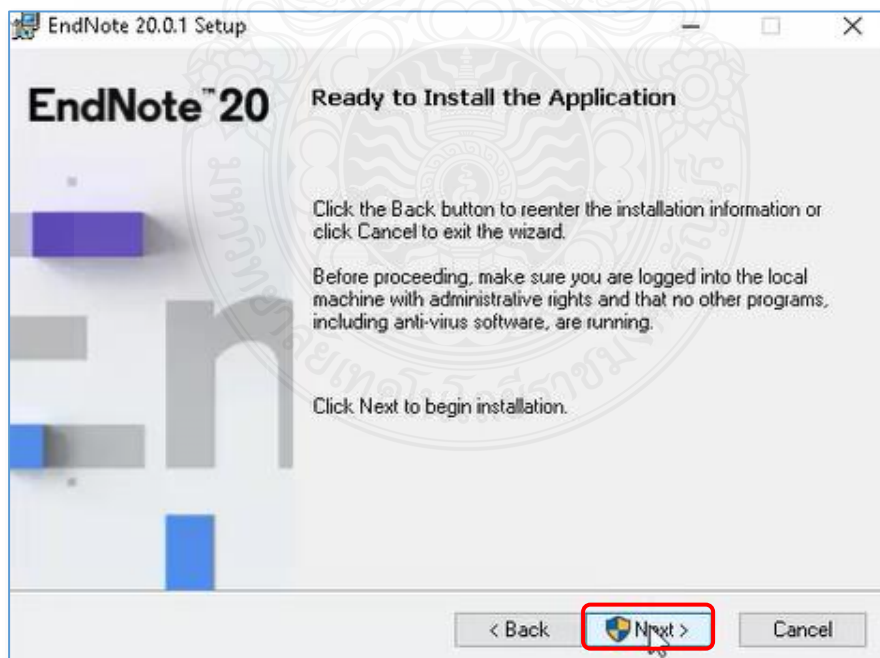 EndNote 20.0.1 Setup
EndNote™20
Ready to Install the Application
Click the Back button to reenter the installation information or
click Cancel to exit the wizard.
Before proceeding, make sure you are logged into the local
machine with administrative rights and that no other programs,
including anti-virus software, are running.
Click Next to begin installation.
< Back
Next >
Cancel